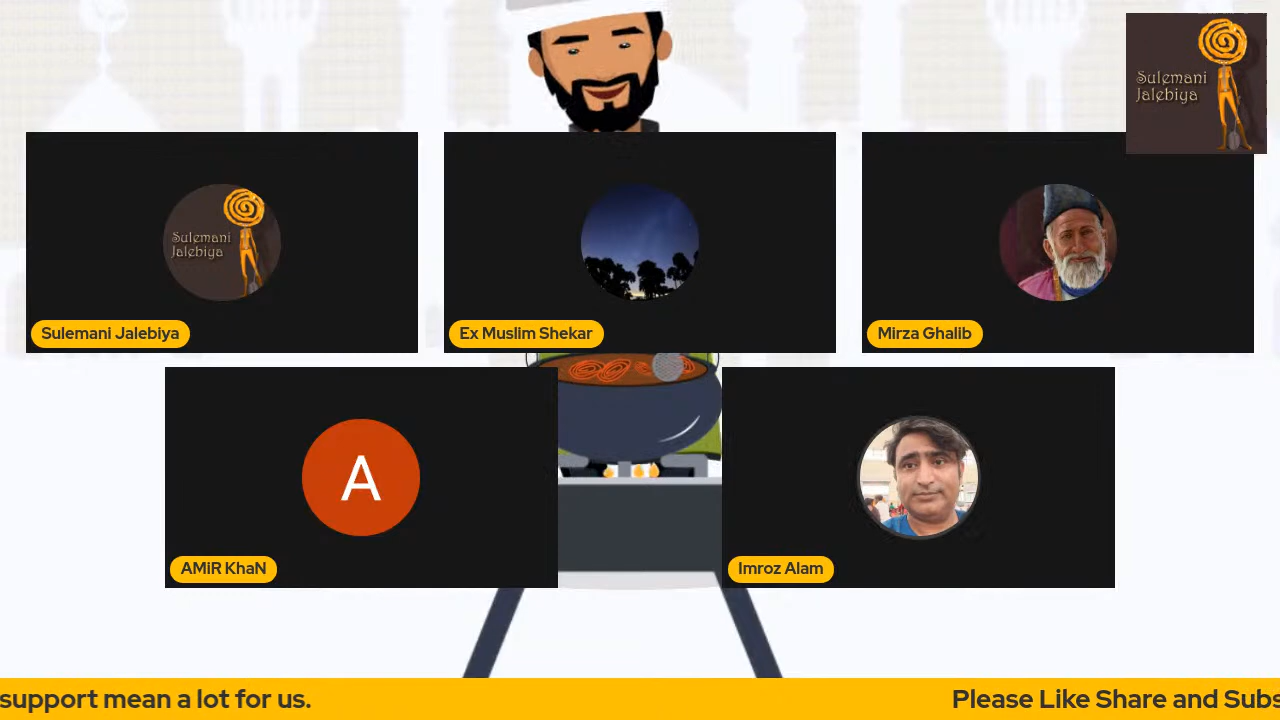 Sulemani
Jalebiya
Sulemani
Jalebiya
Sulemani Jalebiya
Ex Muslim Shekar
Mirza Ghalib
A
AMiR KhaN
Imroz Alam
support mean a lot for us.
Please Like Share and Subs